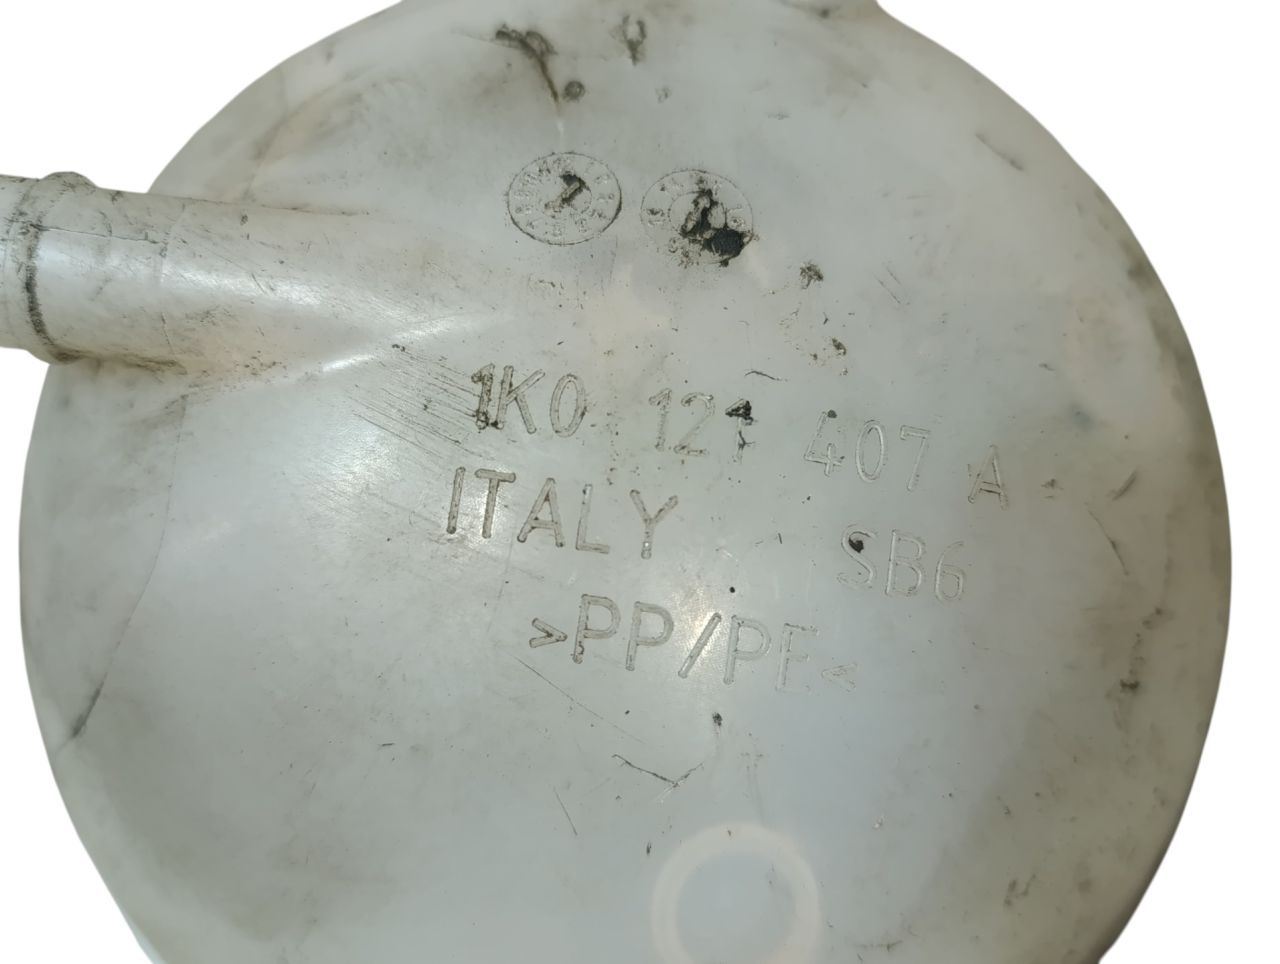 1K0 121 407 A
ITALY SB6
>PP/PE<